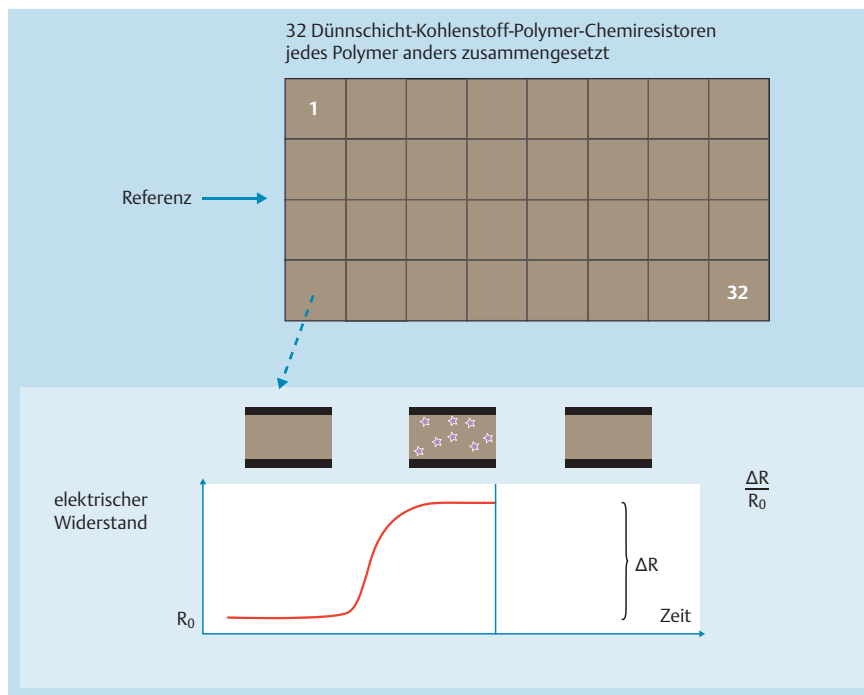 32 Dünnschicht-Kohlenstoff-Polymer-Chemiresistoren
jedes Polymer anders zusammengesetzt
1
Referenz
32
elektrischer
Widerstand
ΔR
R₀
ΔR
R₀
Zeit